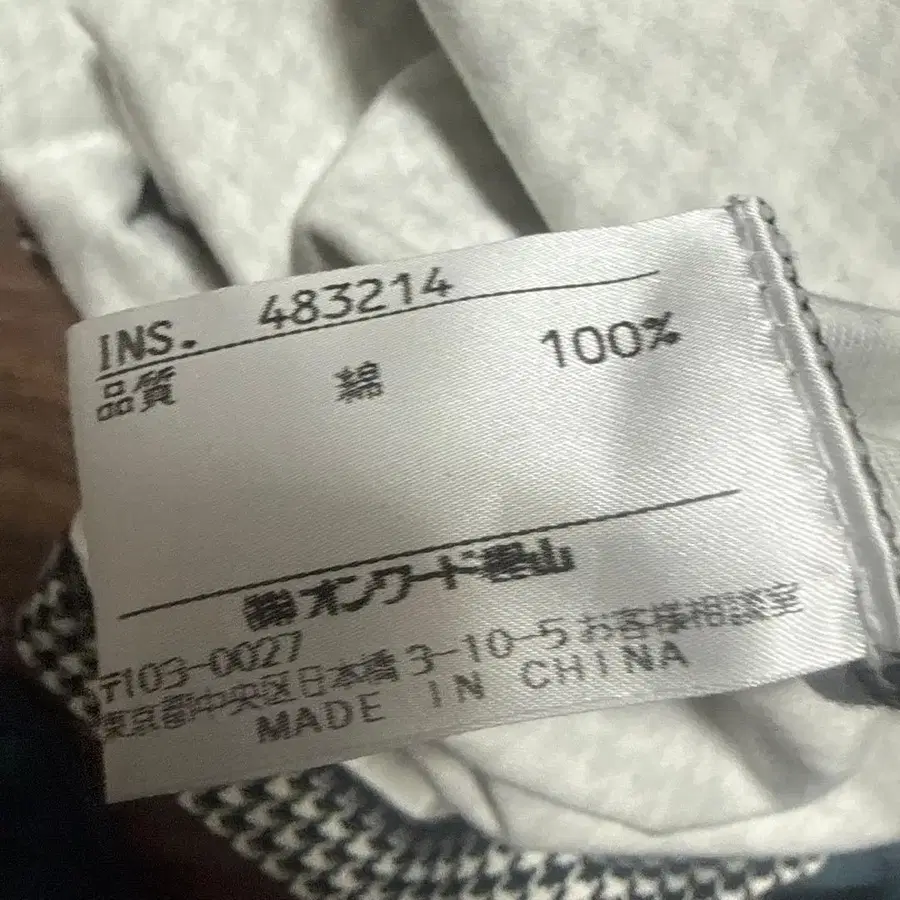 INS. 483214
品質 綿 100%
㈱オンワード樫山
〒103-0027
東京都中央区日本橋3-10-5お客様相談室
MADE IN CHINA